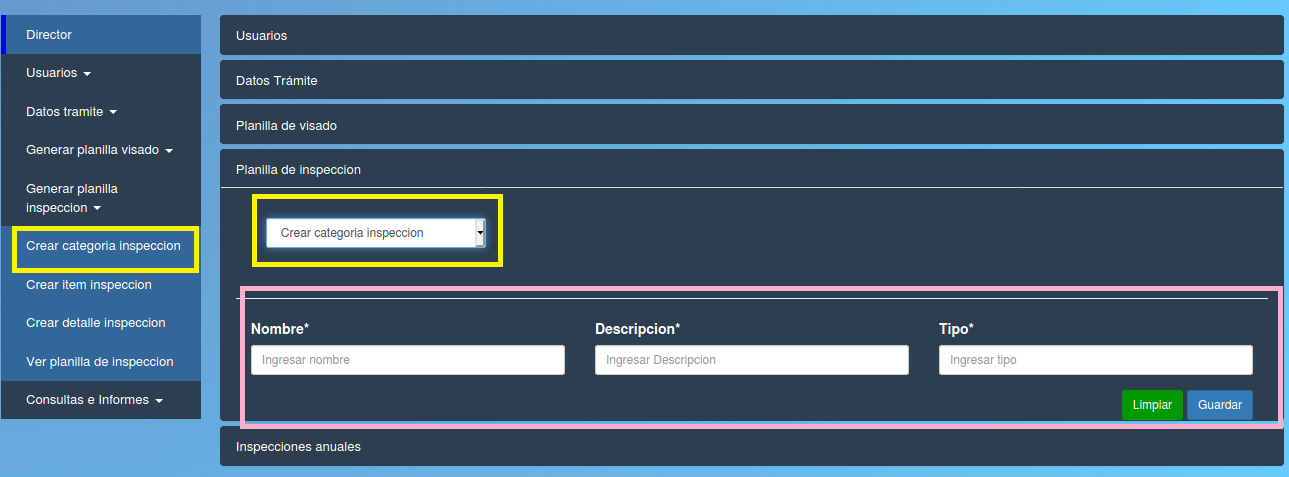 Director
Usuarios
Datos tramite
Generar planilla visado
Generar planilla
inspeccion
Crear categoria inspeccion
Crear item inspeccion
Crear detalle inspeccion
Ver planilla de inspeccion
Consultas e Informes
Usuarios
Datos Trámite
Planilla de visado
Planilla de inspeccion
Crear categoria inspeccion
Nombre* Descripcion* Tipo*
Ingresar nombre Ingresar Descripcion Ingresar tipo
Limpiar Guardar
Inspecciones anuales